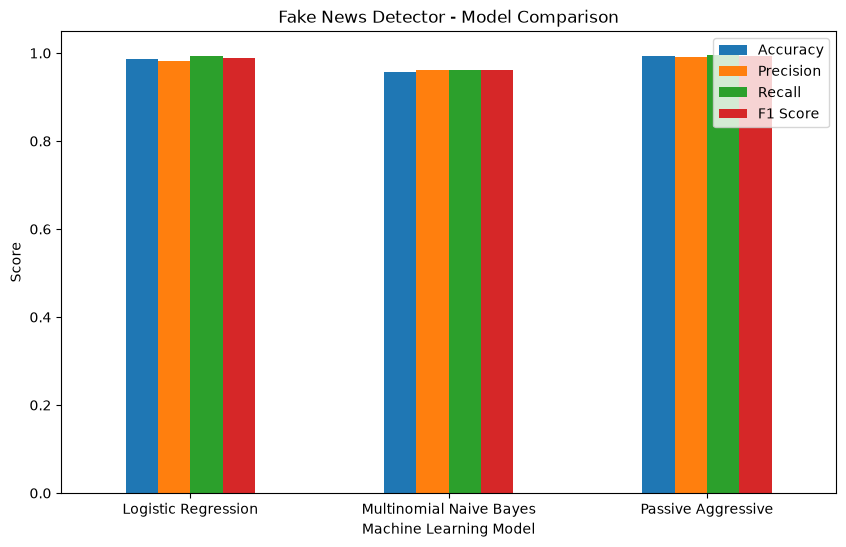 Fake News Detector - Model Comparison
Accuracy
Precision
Recall
F1 Score
1.0
0.8
0.6
0.4
0.2
0.0
Score
Logistic Regression
Multinomial Naive Bayes
Passive Aggressive
Machine Learning Model